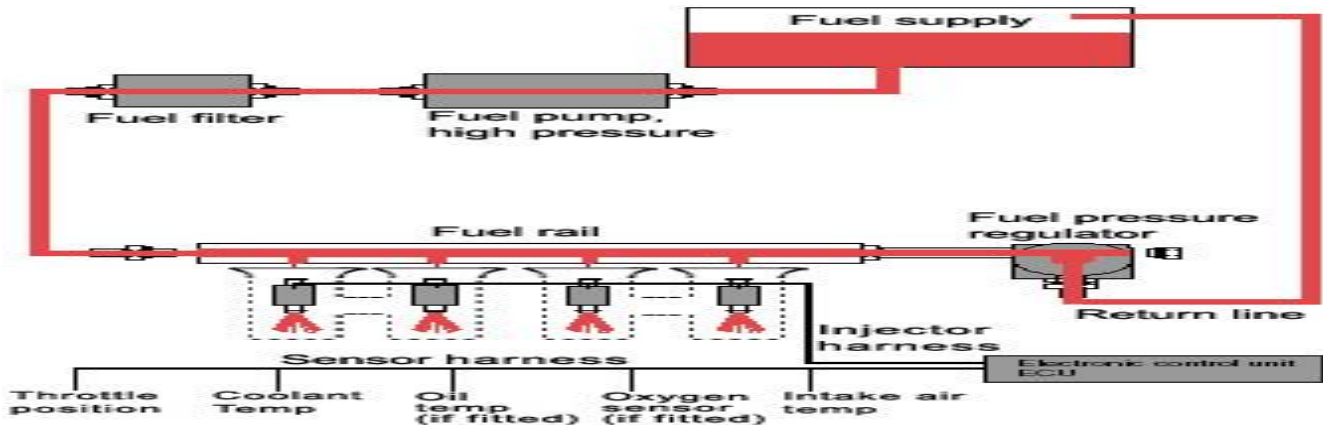 Fuel supply
Fuel filter
Fuel pump,
high pressure
Fuel rail
Fuel pressure
regulator
Return line
Injector
harness
Sensor harness
Electronic control unit
ECU
Throttle
position
Coolant
Temp
Oil
temp
(if fitted)
Oxygen
sensor
(if fitted)
Intake air
temp